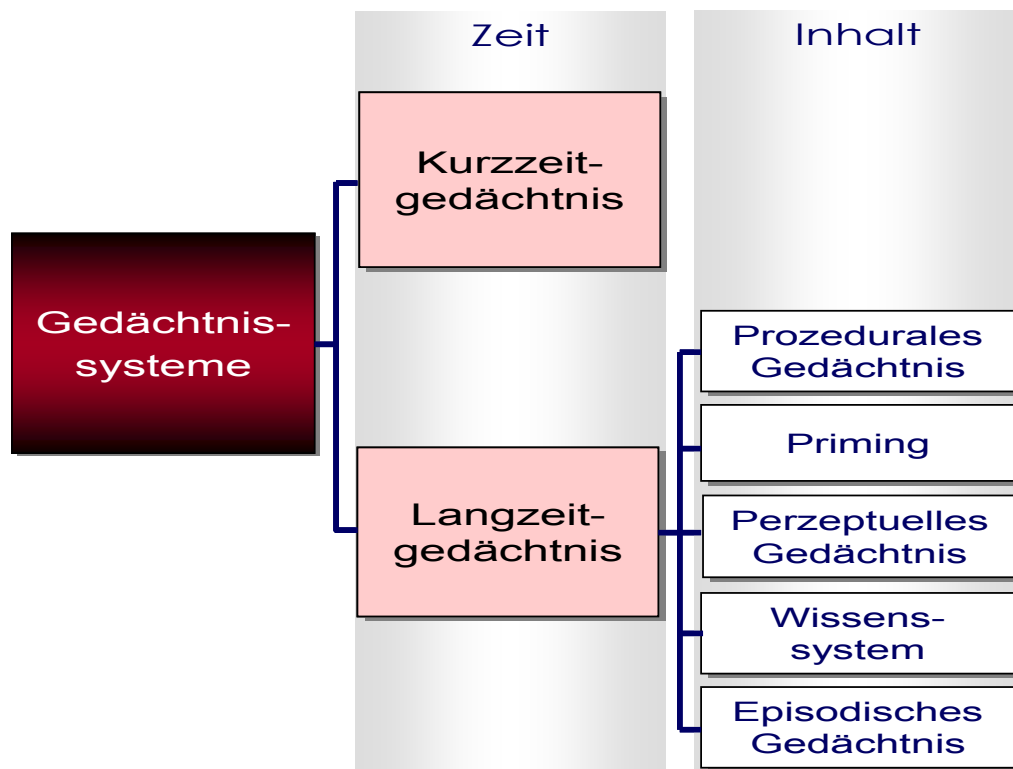 Zeit
Inhalt
Kurzzeit-
gedächtnis
Gedächtnis-
systeme
Langzeit-
gedächtnis
Prozedurales
Gedächtnis
Priming
Perzeptuelles
Gedächtnis
Wissens-
system
Episodisches
Gedächtnis